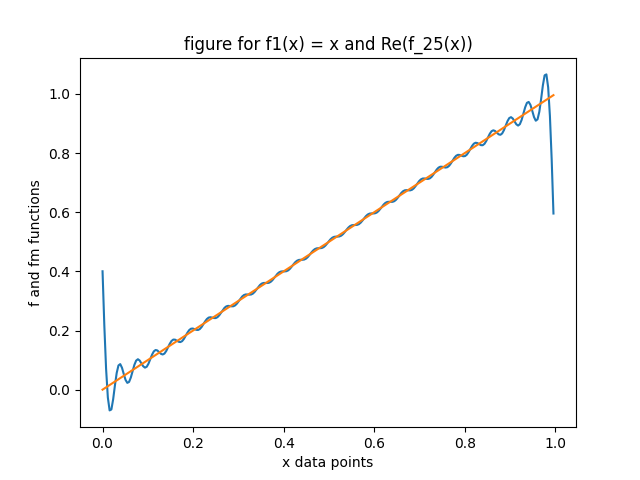 figure for f1(x) = x and Re(f_25(x))
f and fm functions
1.0
0.8
0.6
0.4
0.2
0.0
0.0 0.2 0.4 0.6 0.8 1.0
x data points